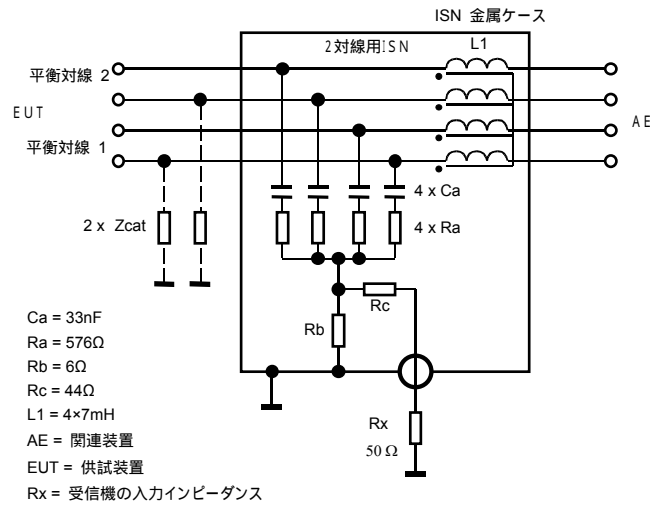 ISN 金属ケース
2対線用ISN
L1
平衡対線 2
EUT
AE
平衡対線 1
4 x Ca
2 x Zcat
4 x Ra
Rc
Rb
Ca = 33nF
Ra = 576Ω
Rb = 6Ω
Rc = 44Ω
L1 = 4×7mH
AE = 関連装置
EUT = 供試装置
Rx = 受信機の入力インピーダンス
Rx
50 Ω